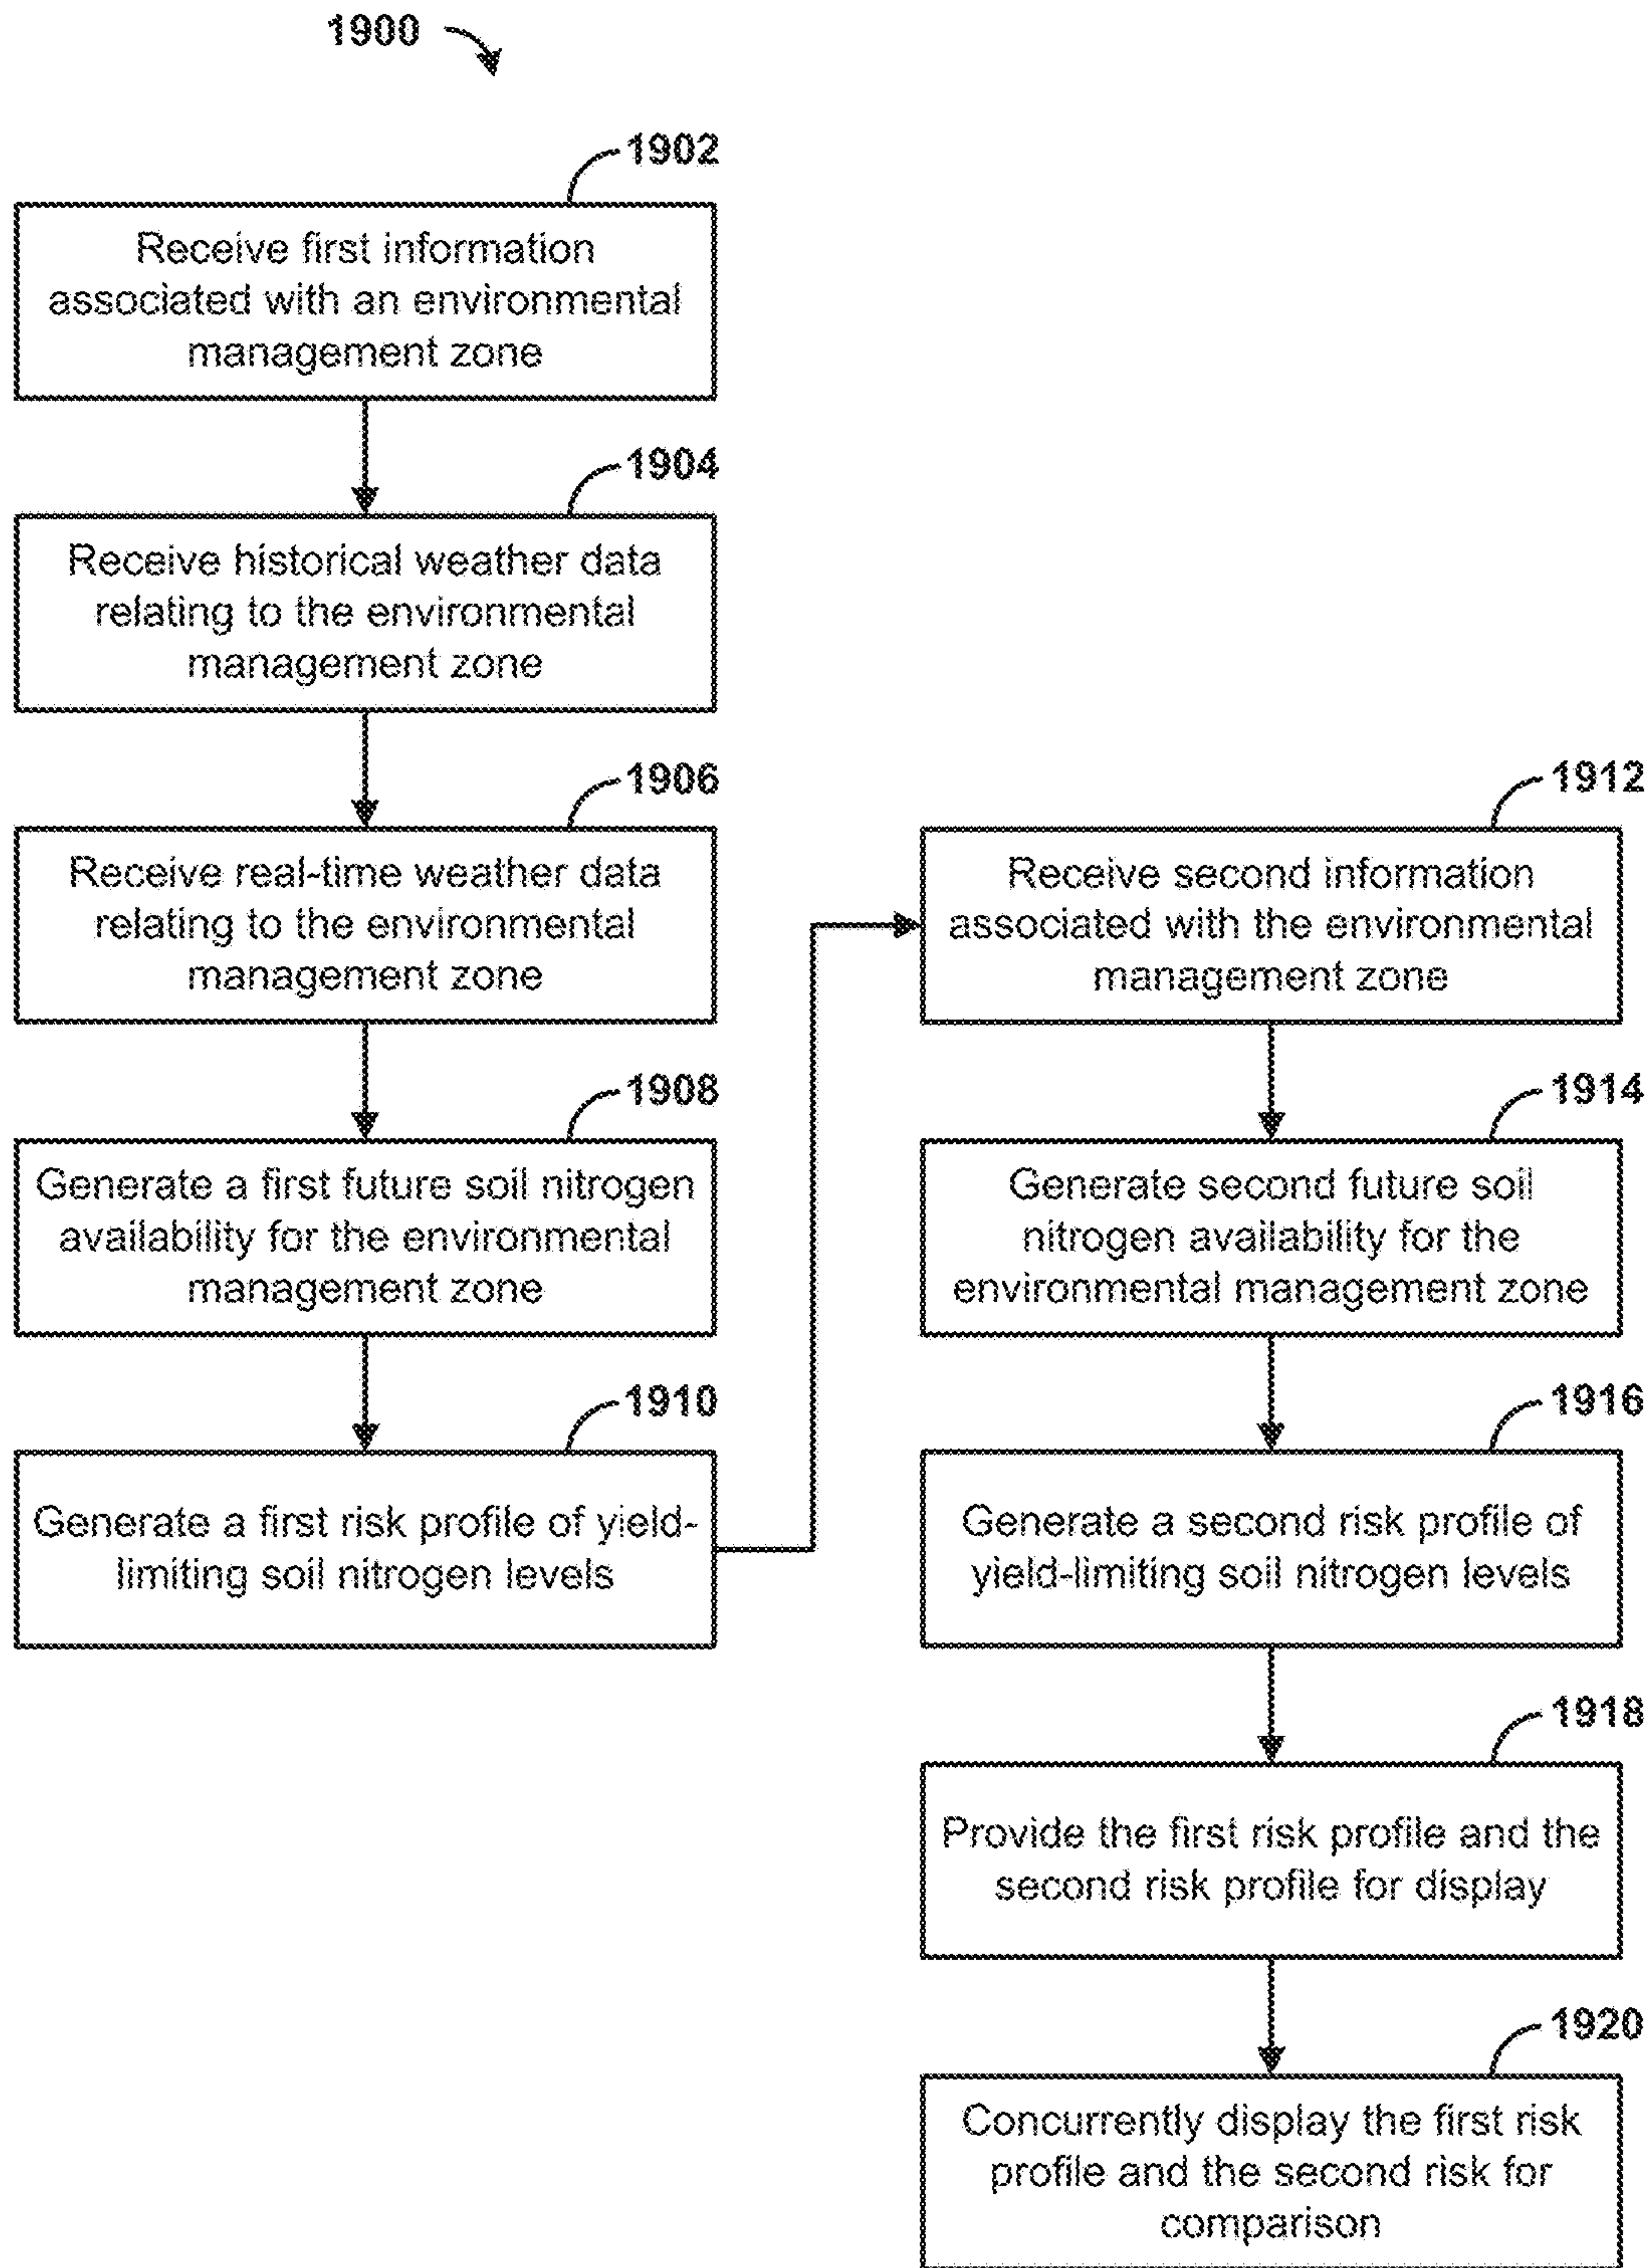 1900
1902
Receive first information
associated with an environmental
management zone
1904
Receive historical weather data
relating to the environmental
management zone
1906
Receive real-time weather data
relating to the environmental
management zone
1908
Generate a first future soil nitrogen
availability for the environmental
management zone
1910
Generate a first risk profile of yield-
limiting soil nitrogen levels
1912
Receive second information
associated with the environmental
management zone
1914
Generate second future soil
nitrogen availability for the
environmental management zone
1916
Generate a second risk profile of
yield-limiting soil nitrogen levels
1918
Provide the first risk profile and the
second risk profile for display
1920
Concurrently display the first risk
profile and the second risk for
comparison